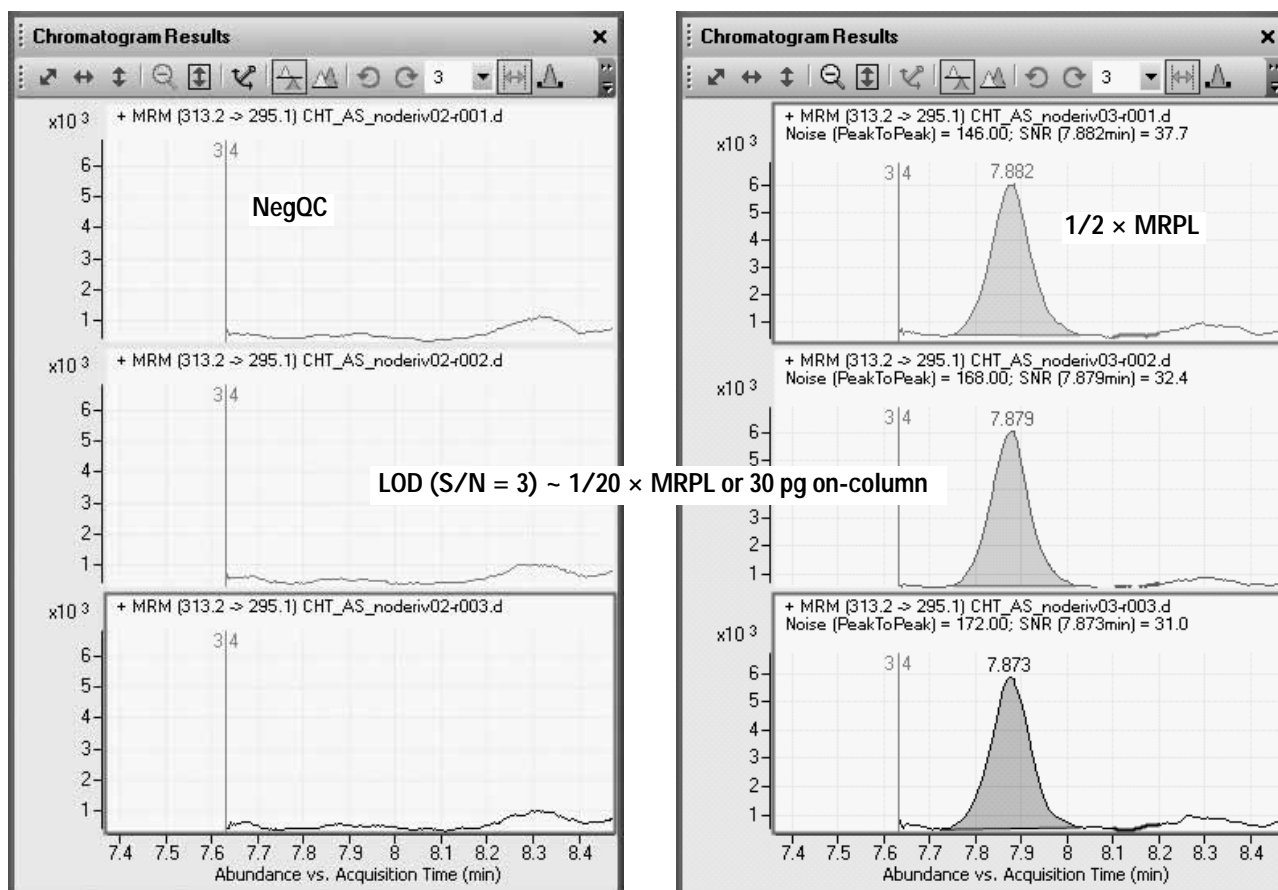 Chromatogram Results
3
x10 3
+ MRM (313.2 -> 295.1) CHT_AS_noderiv02-r001.d
3 4
6
5
4
3
2
1
NegQC
x10 3
+ MRM (313.2 -> 295.1) CHT_AS_noderiv02-r002.d
3 4
6
5
4
3
2
1
x10 3
+ MRM (313.2 -> 295.1) CHT_AS_noderiv02-r003.d
3 4
6
5
4
3
2
1
7.4 7.5 7.6 7.7 7.8 7.9 8 8.1 8.2 8.3 8.4
Abundance vs. Acquisition Time (min)
LOD (S/N = 3) ~ 1/20 × MRPL or 30 pg on-column
Chromatogram Results
3
x10 3
+ MRM (313.2 -> 295.1) CHT_AS_noderiv03-r001.d
Noise (PeakToPeak) = 146.00; SNR (7.882min) = 37.7
3 4
7.882
6
5
4
3
2
1
1/2 × MRPL
x10 3
+ MRM (313.2 -> 295.1) CHT_AS_noderiv03-r002.d
Noise (PeakToPeak) = 168.00; SNR (7.879min) = 32.4
3 4
7.879
6
5
3
2
1
x10 3
+ MRM (313.2 -> 295.1) CHT_AS_noderiv03-r003.d
Noise (PeakToPeak) = 172.00; SNR (7.873min) = 31.0
3 4
7.873
6
5
4
3
2
1
7.4 7.5 7.6 7.7 7.8 7.9 8 8.1 8.2 8.3 8.4
Abundance vs. Acquisition Time (min)